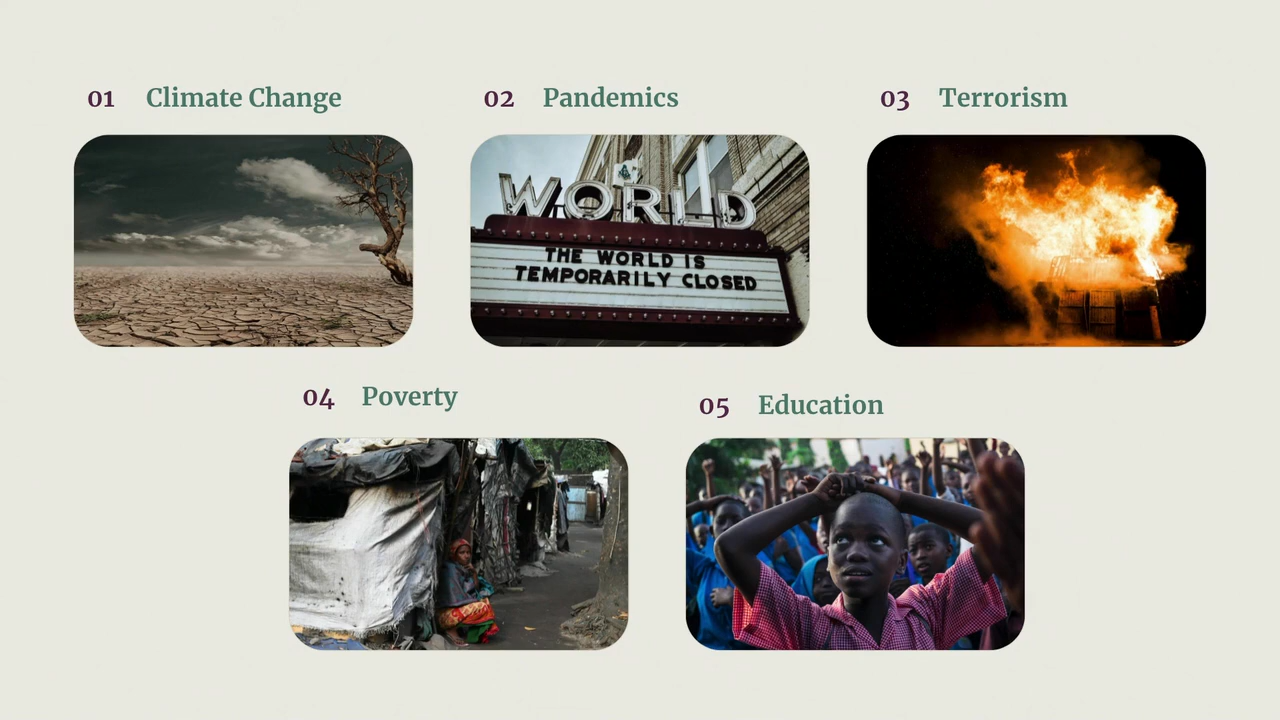 01 Climate Change
02 Pandemics
03 Terrorism
WORLD
THE WORLD IS
TEMPORARILY CLOSED
04 Poverty
05 Education